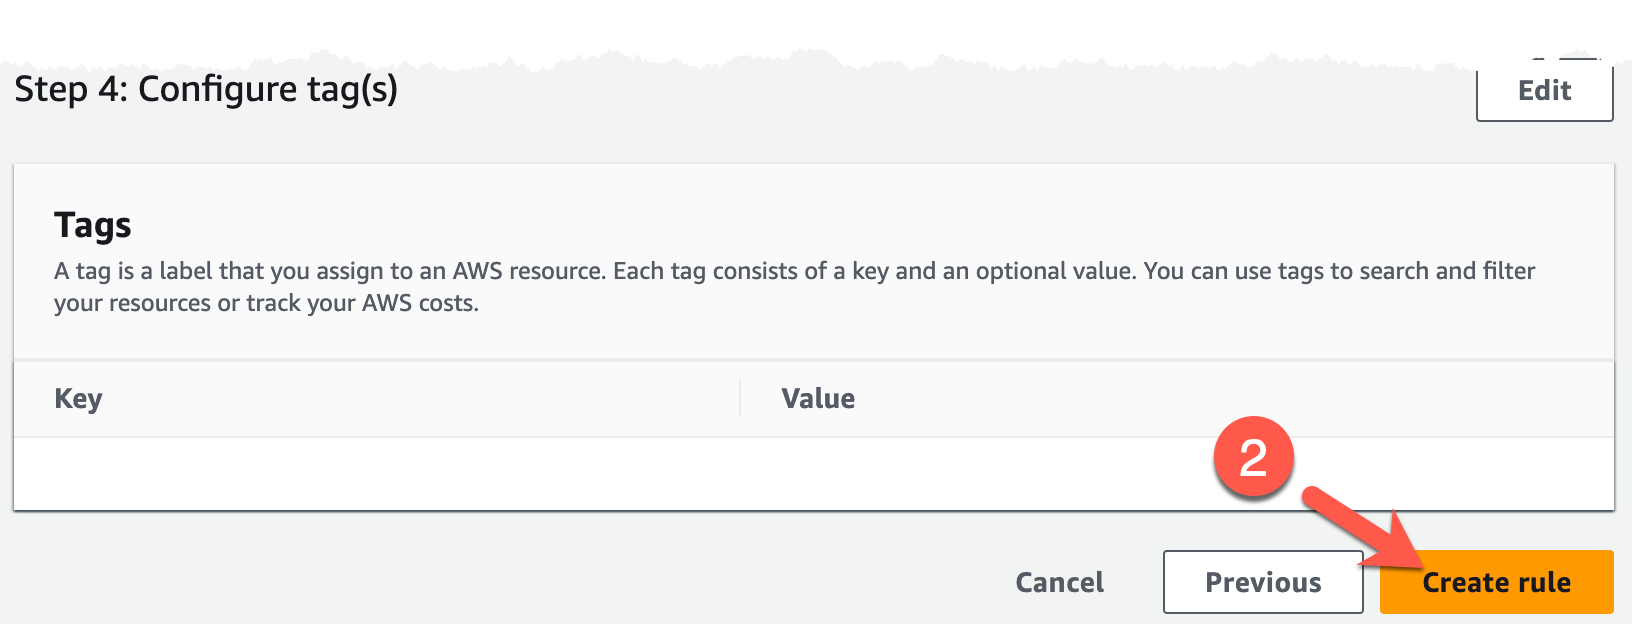 Step 4: Configure tag(s)
Edit
Tags
A tag is a label that you assign to an AWS resource. Each tag consists of a key and an optional value. You can use tags to search and filter
your resources or track your AWS costs.
Key
Value
2
Cancel
Previous
Create rule